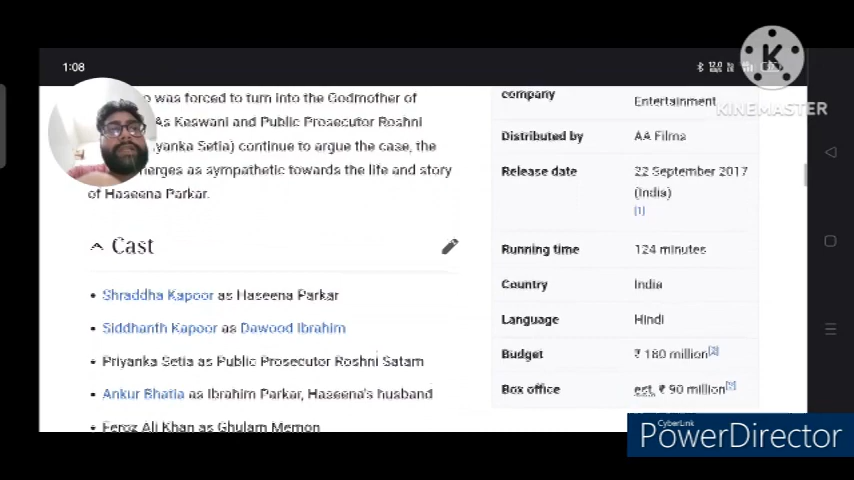 1:08
KINEMASTER
was forced to turn into the Godmother of
As Keswani and Public Prosecutor Roshni
yanka Setia) continue to argue the case, the
merges as sympathetic towards the life and story
of Haseena Parkar.
Cast
• Shraddha Kapoor as Haseena Parkar
• Siddhanth Kapoor as Dawood Ibrahim
• Priyanka Setia as Public Prosecutor Roshni Satam
• Ankur Bhatia as Ibrahim Parkar, Haseena's husband
• Feroz Ali Khan as Ghulam Memon
company
Entertainment
Distributed by AA Films
Release date 22 September 2017
(India)
[1]
Running time 124 minutes
Country India
Language Hindi
Budget ₹ 180 million[2]
Box office est. ₹ 90 million[2]
CyberLink
PowerDirector